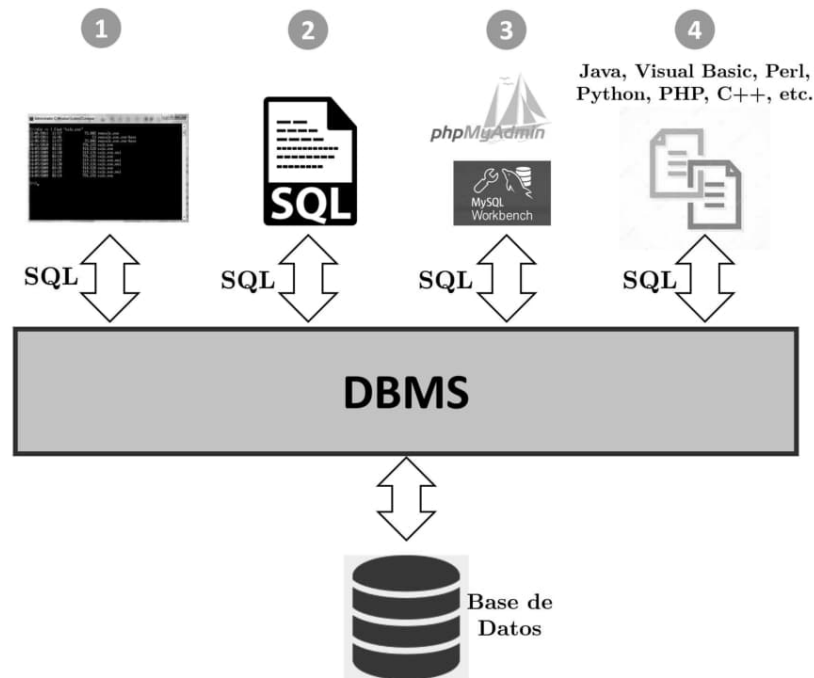 1
2
3
4
Java, Visual Basic, Perl,
Python, PHP, C++, etc.
phpMyAdmin
SQL
MySQL
Workbench
SQL
SQL
SQL
SQL
DBMS
Base de
Datos